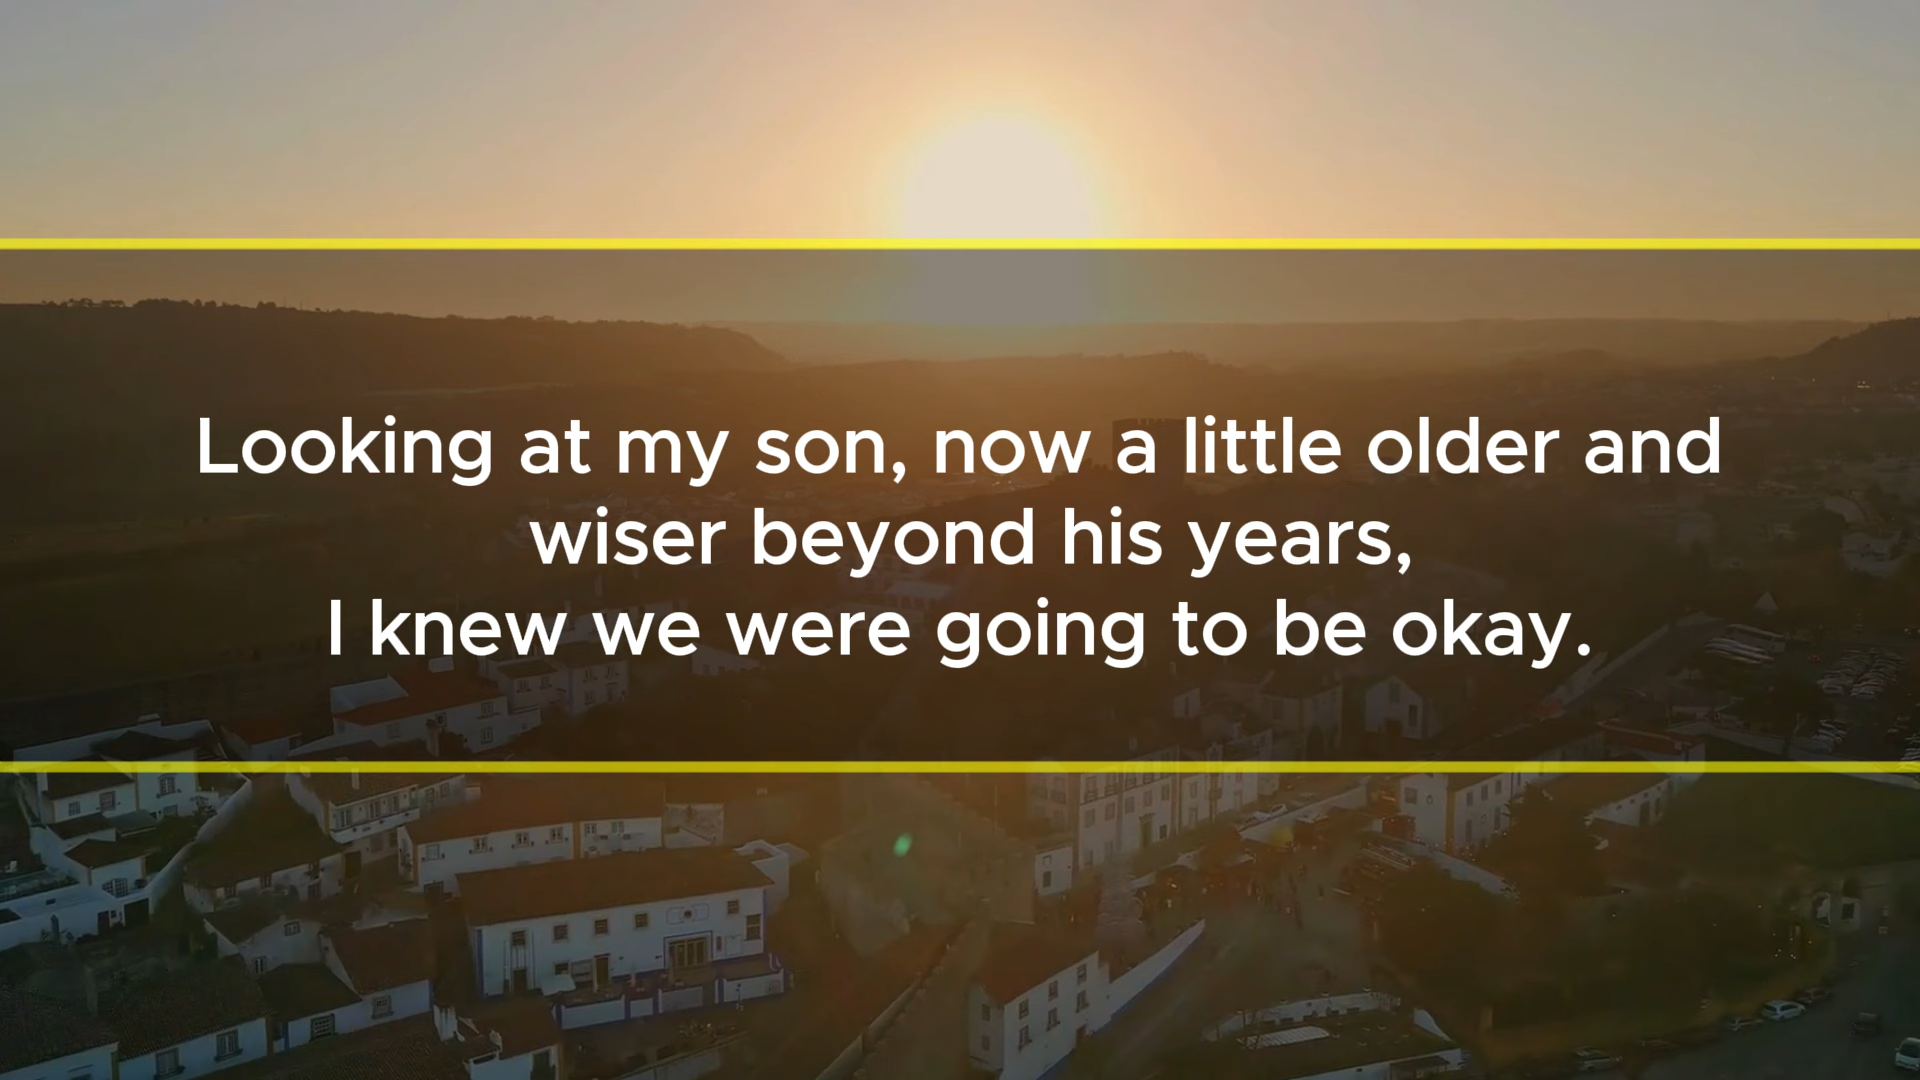 Looking at my son, now a little older and
wiser beyond his years,
I knew we were going to be okay.